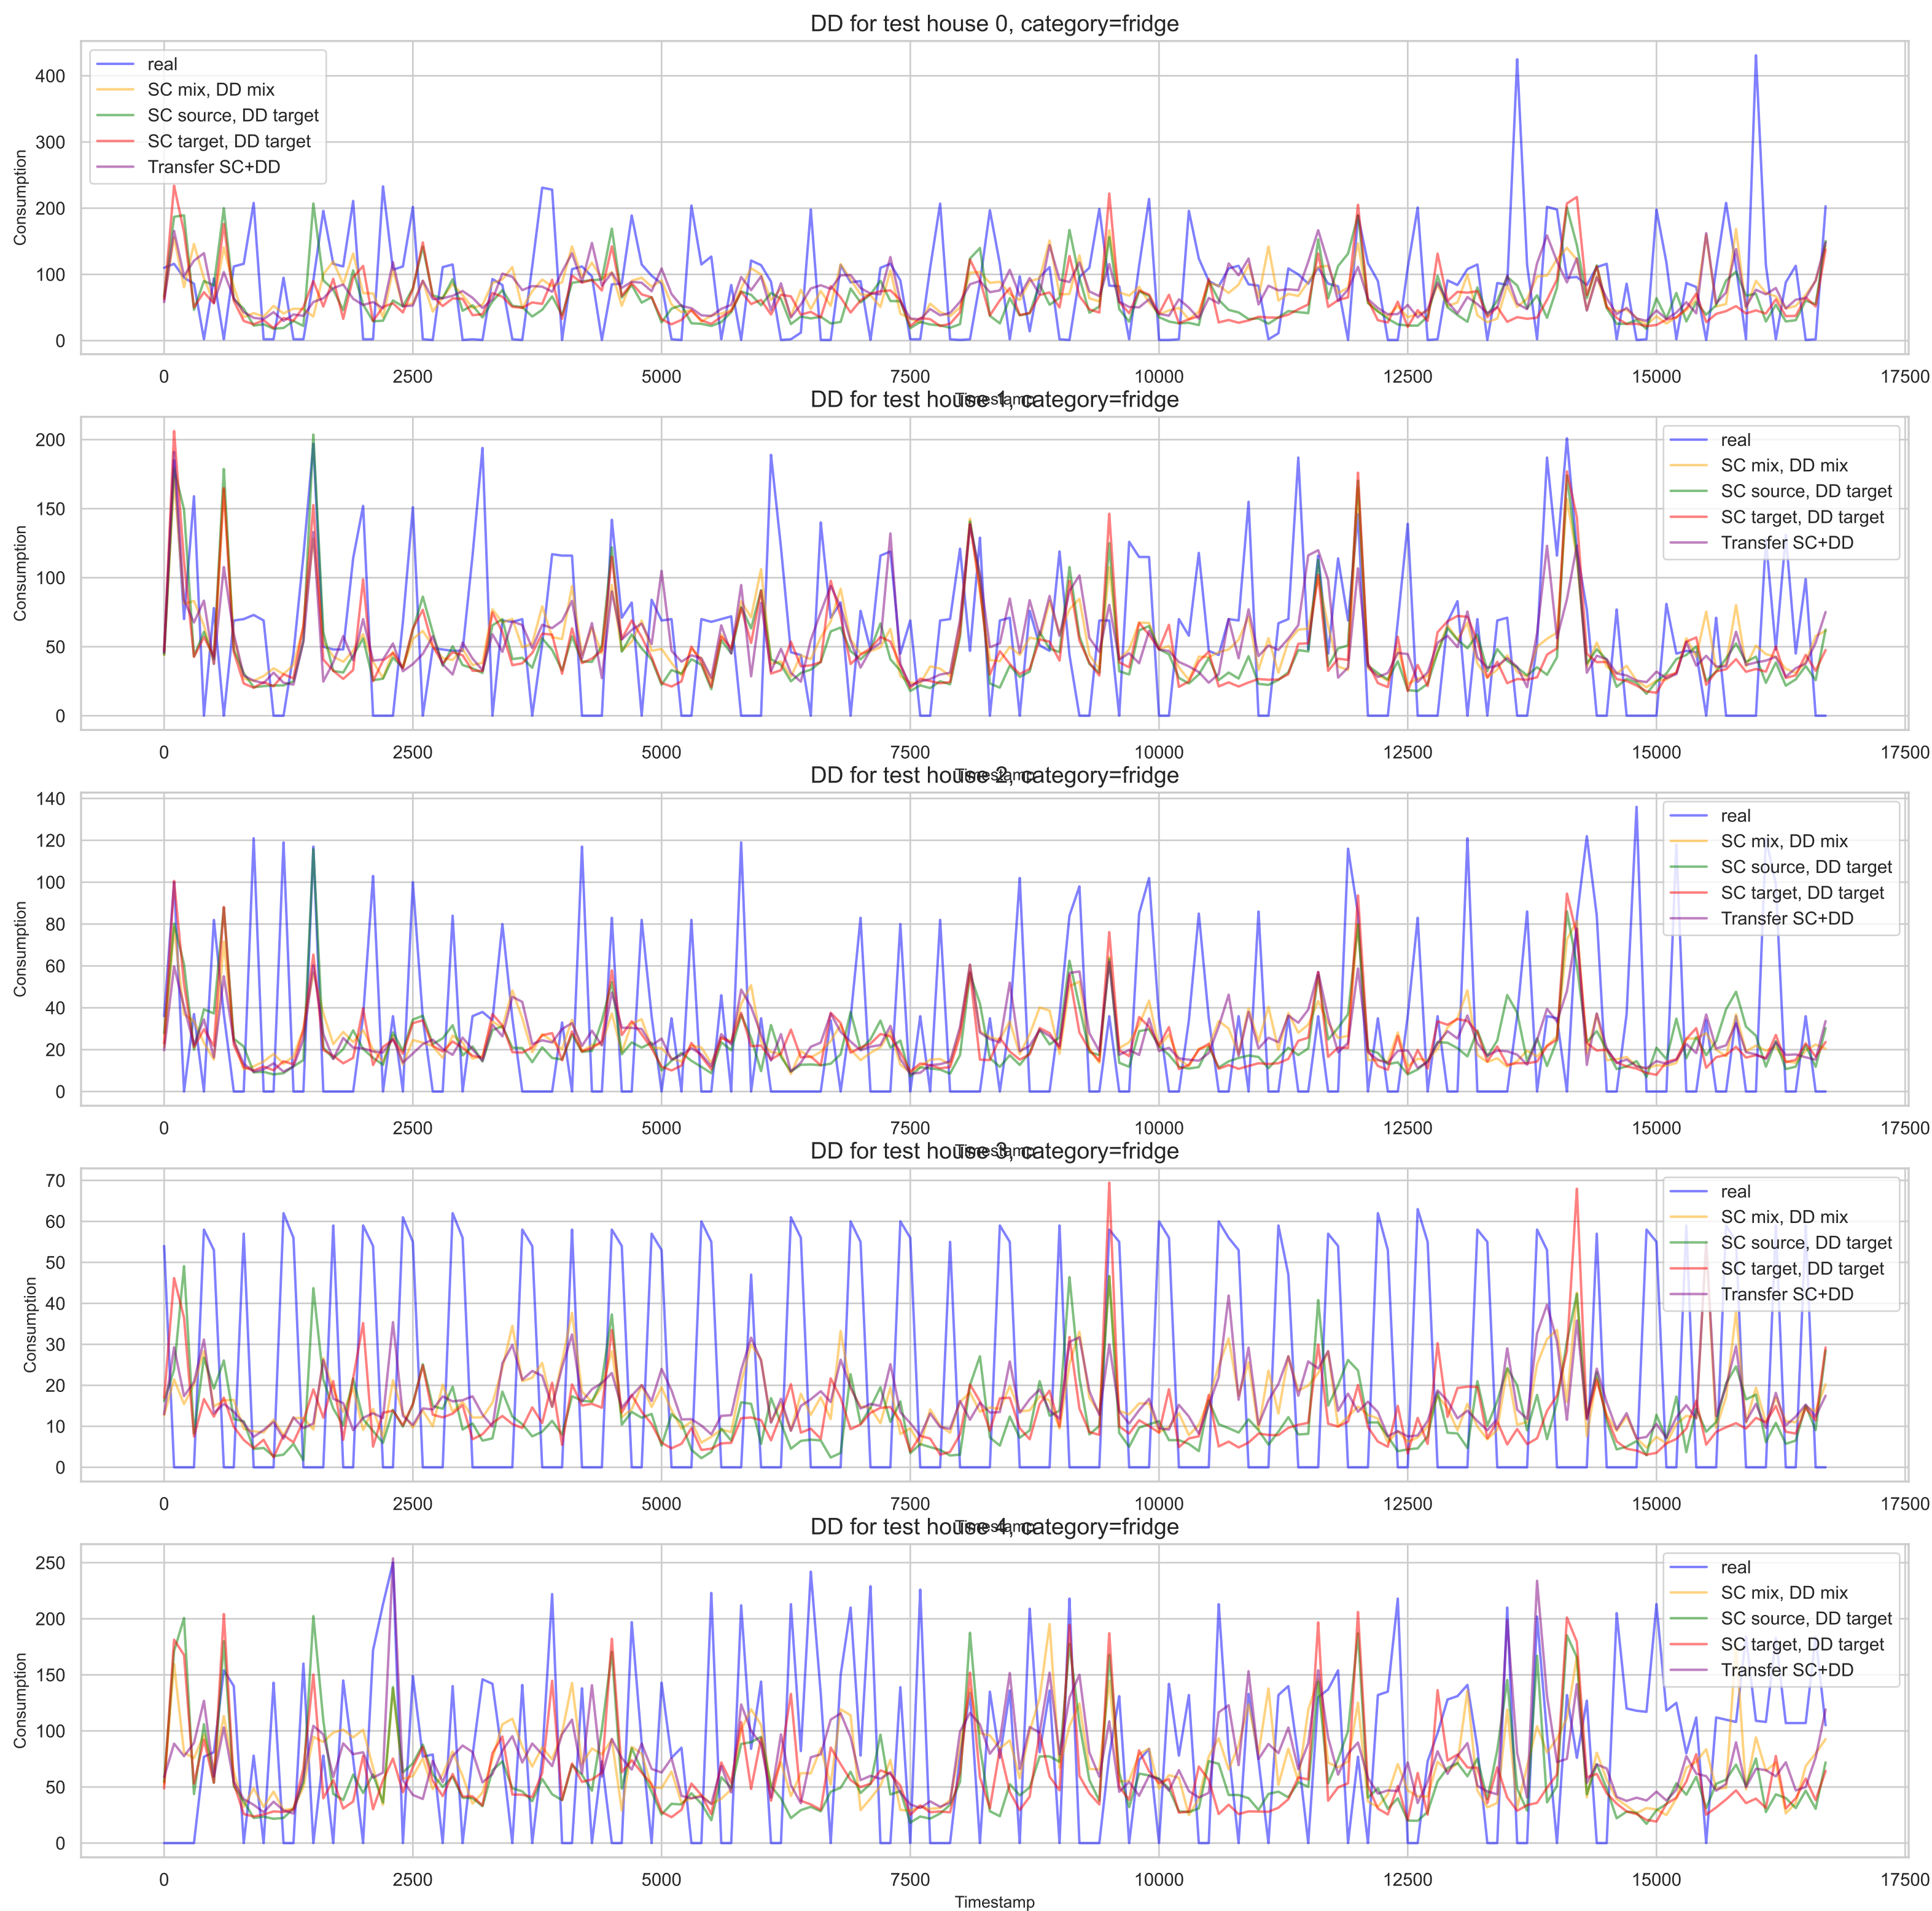 DD for test house 0, category=fridge
400
300
200
100
0
Consumption
real
SC mix, DD mix
SC source, DD target
SC target, DD target
Transfer SC+DD
0 2500 5000 7500 10000 12500 15000 17500
Timestamp
DD for test house 1, category=fridge
200
150
100
50
0
Consumption
real
SC mix, DD mix
SC source, DD target
SC target, DD target
Transfer SC+DD
0 2500 5000 7500 10000 12500 15000 17500
Timestamp
DD for test house 2, category=fridge
140
120
100
80
60
40
20
0
Consumption
real
SC mix, DD mix
SC source, DD target
SC target, DD target
Transfer SC+DD
0 2500 5000 7500 10000 12500 15000 17500
Timestamp
DD for test house 3, category=fridge
70
60
50
40
30
20
10
0
Consumption
real
SC mix, DD mix
SC source, DD target
SC target, DD target
Transfer SC+DD
0 2500 5000 7500 10000 12500 15000 17500
Timestamp
DD for test house 4, category=fridge
250
200
150
100
50
0
Consumption
real
SC mix, DD mix
SC source, DD target
SC target, DD target
Transfer SC+DD
0 2500 5000 7500 10000 12500 15000 17500
Timestamp